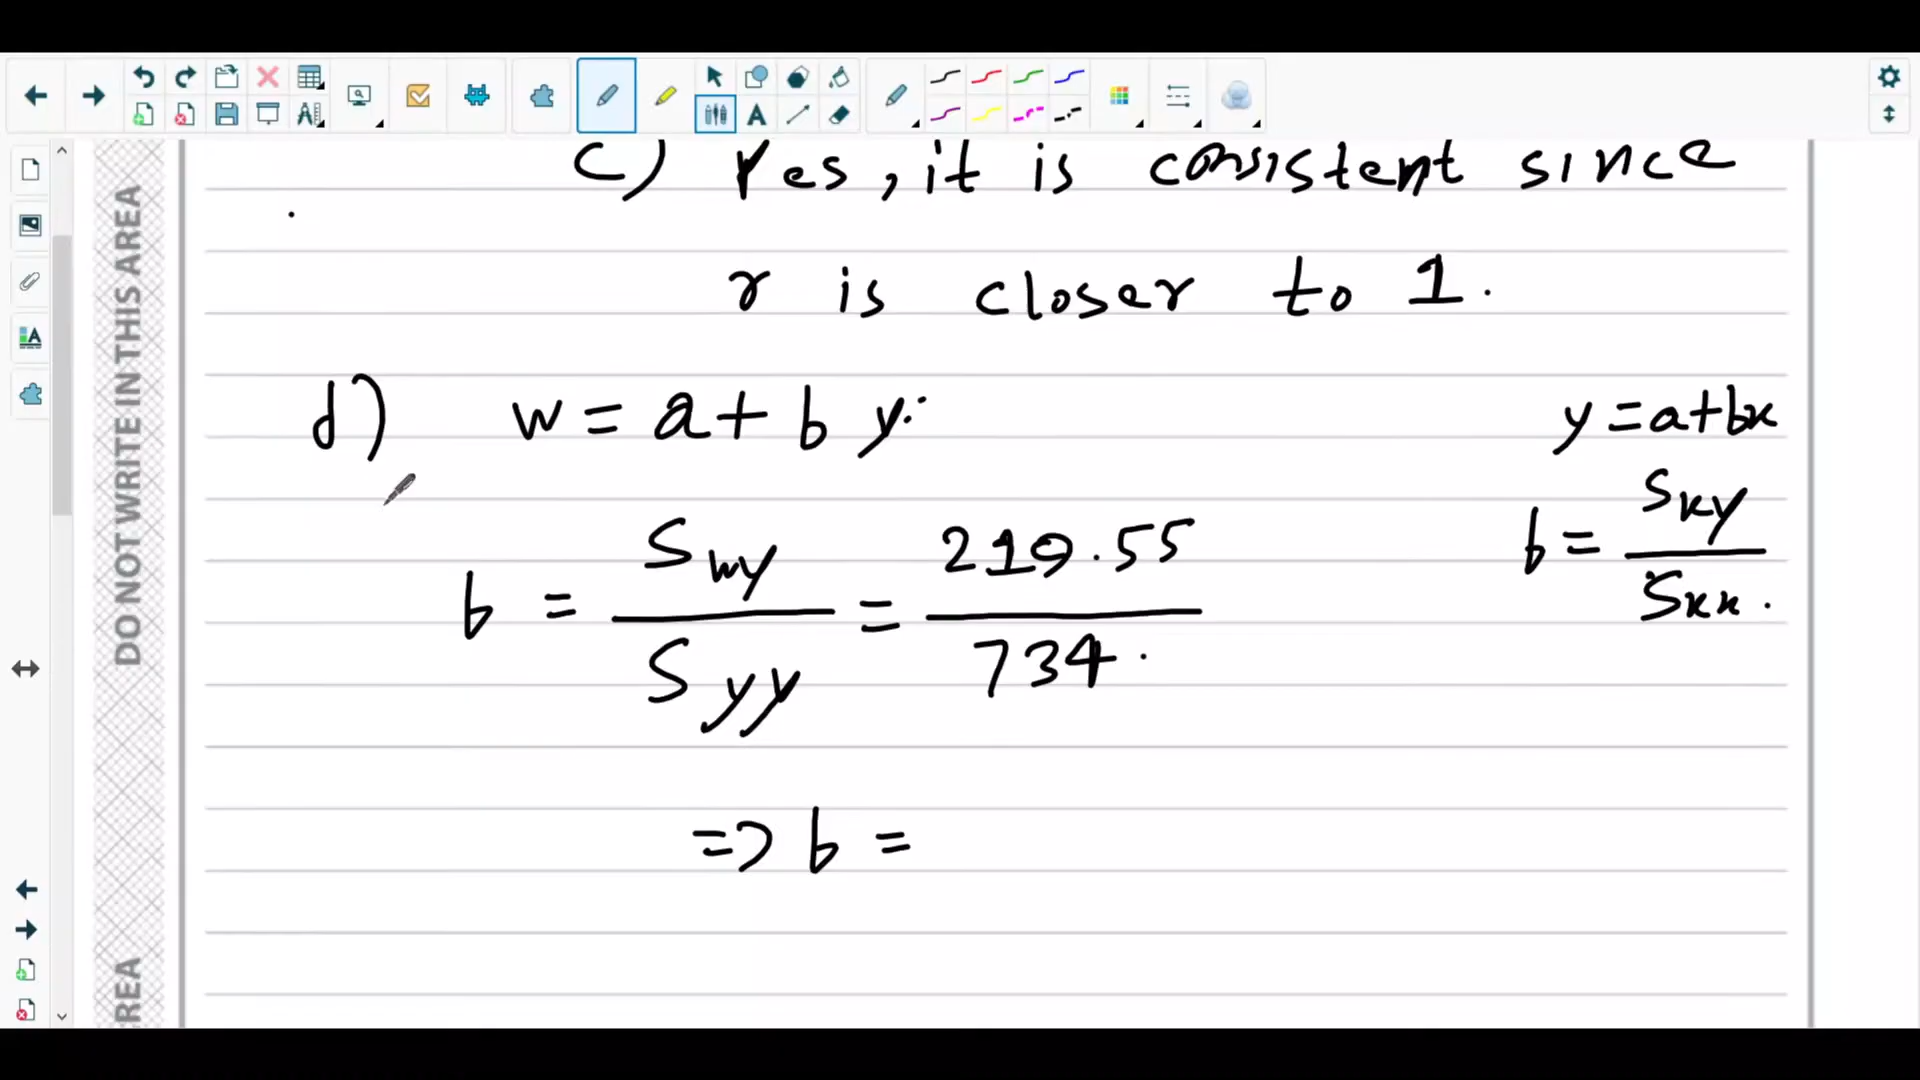 c) Yes, it is consistent since
r is closer to 1.
d) w = a + b y.
y = a + bx
b = Swy / Syy = 219.55 / 734.
b = Sxy / Sxx.
=> b =
DO NOT WRITE IN THIS AREA
REA